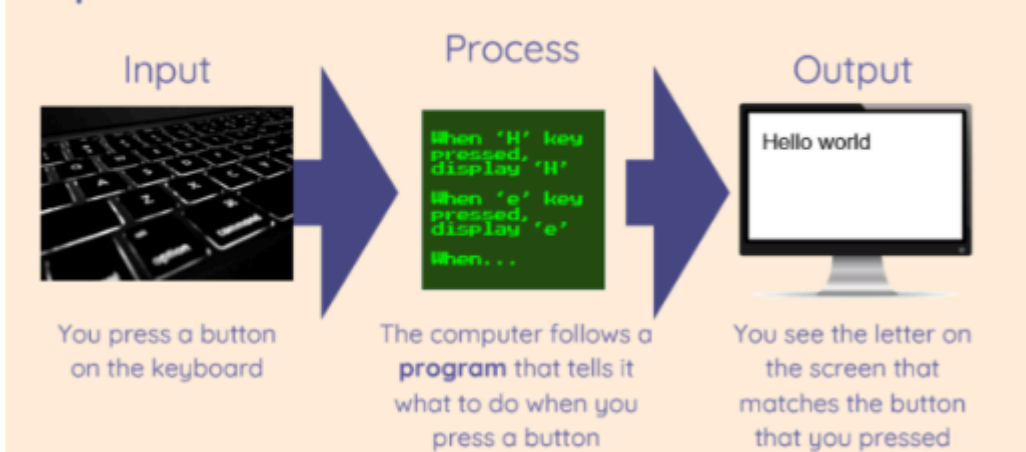 Input
Process
Output
When 'H' key
pressed,
display 'H'
When 'e' key
pressed,
display 'e'
When...
Hello world
option
command
You press a button
on the keyboard
The computer follows a
program that tells it
what to do when you
press a button
You see the letter on
the screen that
matches the button
that you pressed